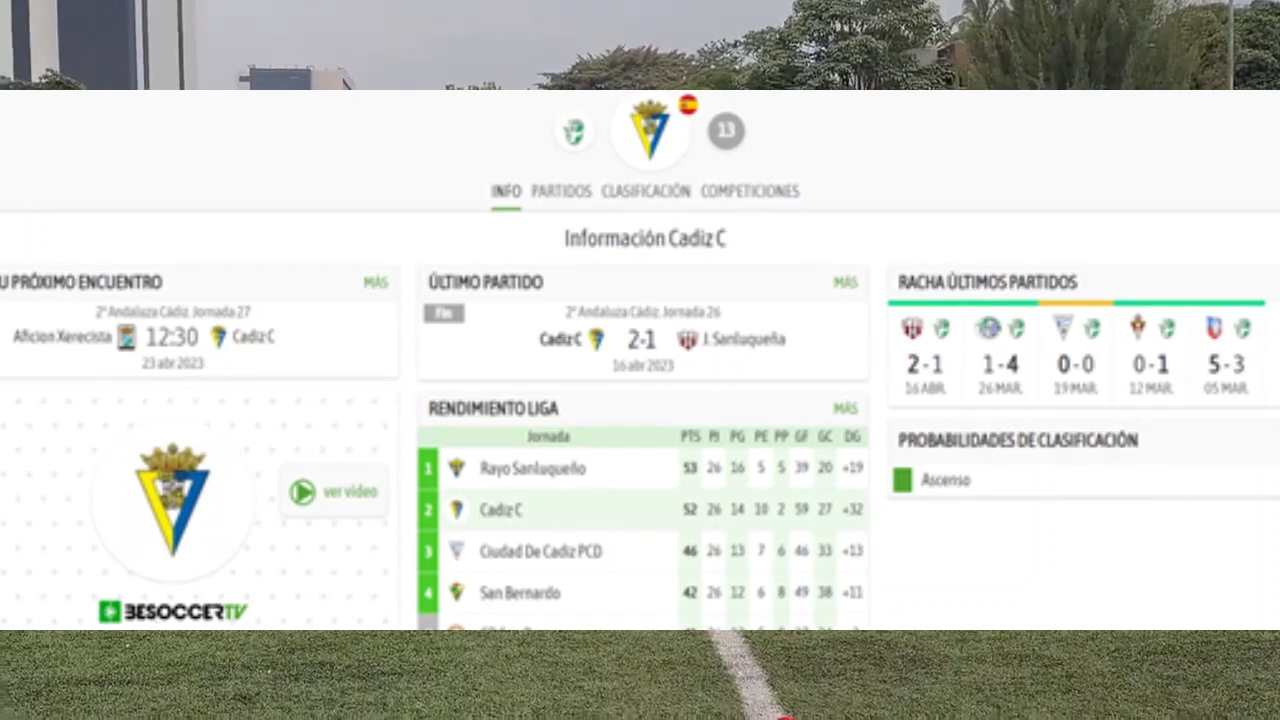 13
INFO PARTIDOS CLASIFICACIÓN COMPETICIONES
Información Cadiz C
U PRÓXIMO ENCUENTRO MÁS
2ª Andaluza Cádiz. Jornada 27
Aficion Xerecista 12:30 Cadiz C
23 abr 2023
ver vídeo
BESOCCERTV
ÚLTIMO PARTIDO MÁS
Fin 2ª Andaluza Cádiz. Jornada 26
Cadiz C 2-1 J. Sanluqueña
16 abr 2023
RENDIMIENTO LIGA MÁS
Jornada PTS PJ PG PE PP GF GC DG
1 Rayo Sanluqueño 53 26 16 5 5 39 20 +19
2 Cadiz C 52 26 14 10 2 59 27 +32
3 Ciudad De Cadiz PCD 46 26 13 7 6 46 33 +13
4 San Bernardo 42 26 12 6 8 49 38 +11
RACHA ÚLTIMOS PARTIDOS
2-1 1-4 0-0 0-1 5-3
16 ABR. 26 MAR. 19 MAR. 12 MAR. 05 MAR.
PROBABILIDADES DE CLASIFICACIÓN
Ascenso